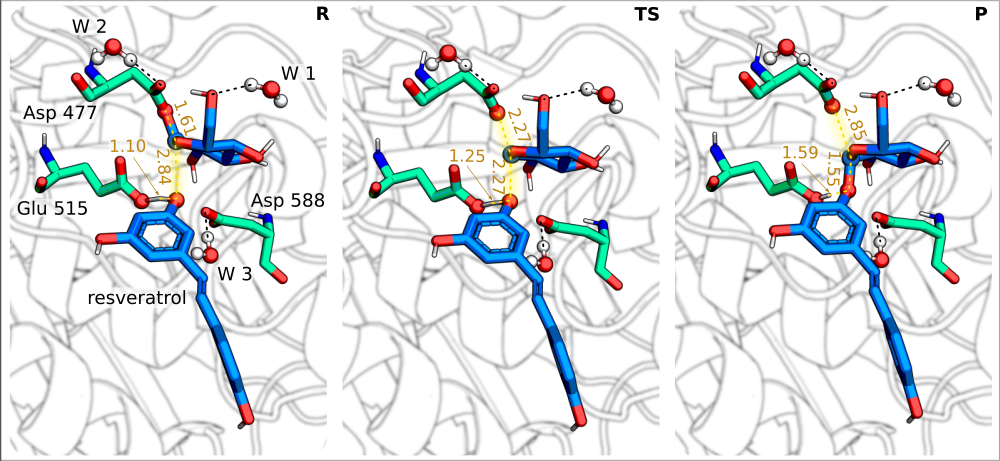 R
W 2
W 1
Asp 477
1.61
1.10
2.84
Glu 515
Asp 588
W 3
resveratrol
TS
2.27
1.25
2.27
P
2.85
1.59
1.55